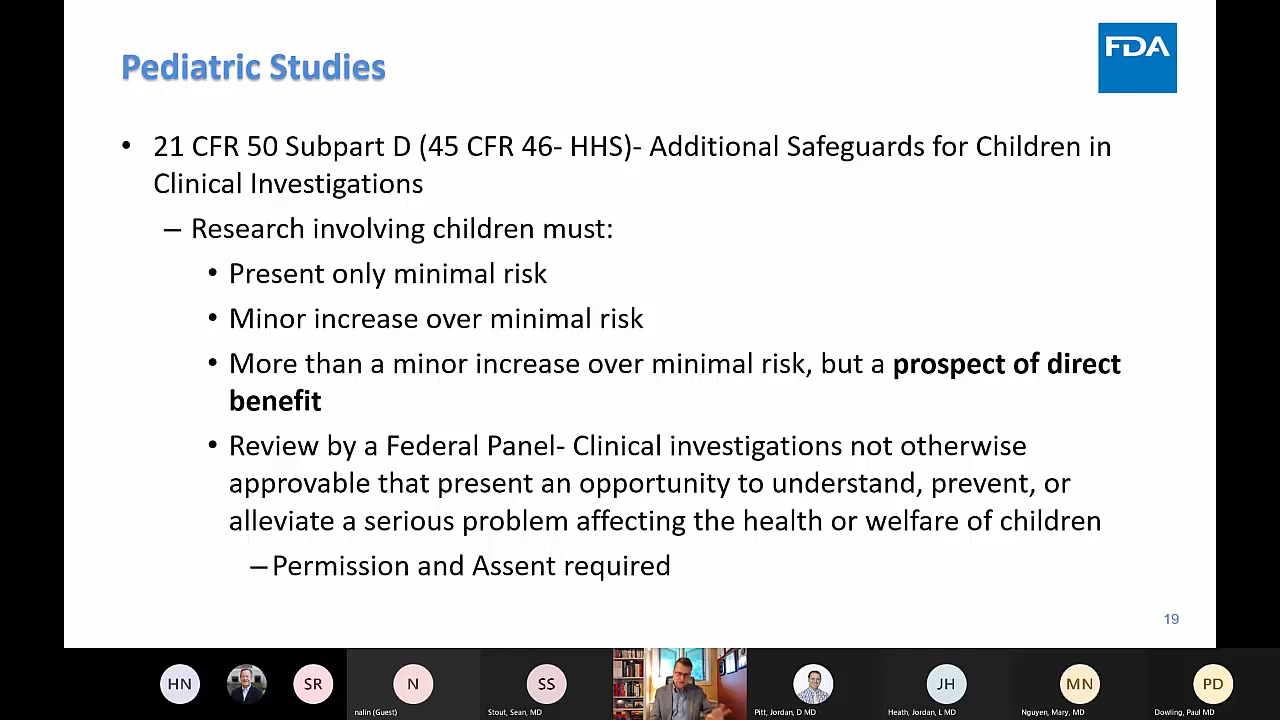 Pediatric Studies
FDA
• 21 CFR 50 Subpart D (45 CFR 46- HHS)- Additional Safeguards for Children in
Clinical Investigations
– Research involving children must:
• Present only minimal risk
• Minor increase over minimal risk
• More than a minor increase over minimal risk, but a prospect of direct
benefit
• Review by a Federal Panel- Clinical investigations not otherwise
approvable that present an opportunity to understand, prevent, or
alleviate a serious problem affecting the health or welfare of children
– Permission and Assent required
19
HN
SR
N
SS
JH
MN
PD
nalin (Guest)
Stout, Sean, MD
Pitt, Jordan, D MD
Heath, Jordan, L MD
Nguyen, Mary, MD
Dowling, Paul MD